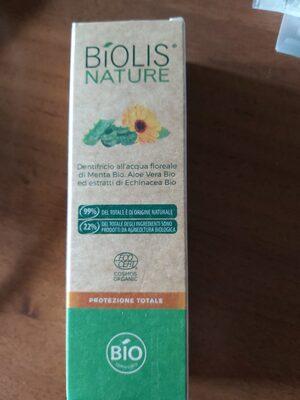 BiOLIS®
NATURE
Dentifricio all'acqua floreale
di Menta Bio, Aloe Vera Bio
ed estratti di Echinacea Bio
99% DEL TOTALE È DI ORIGINE NATURALE
22% DEL TOTALE DEGLI INGREDIENTI SONO
PRODOTTI DA AGRICOLTURA BIOLOGICA
ECO
CERT
COSMOS
ORGANIC
PROTEZIONE TOTALE
BIO